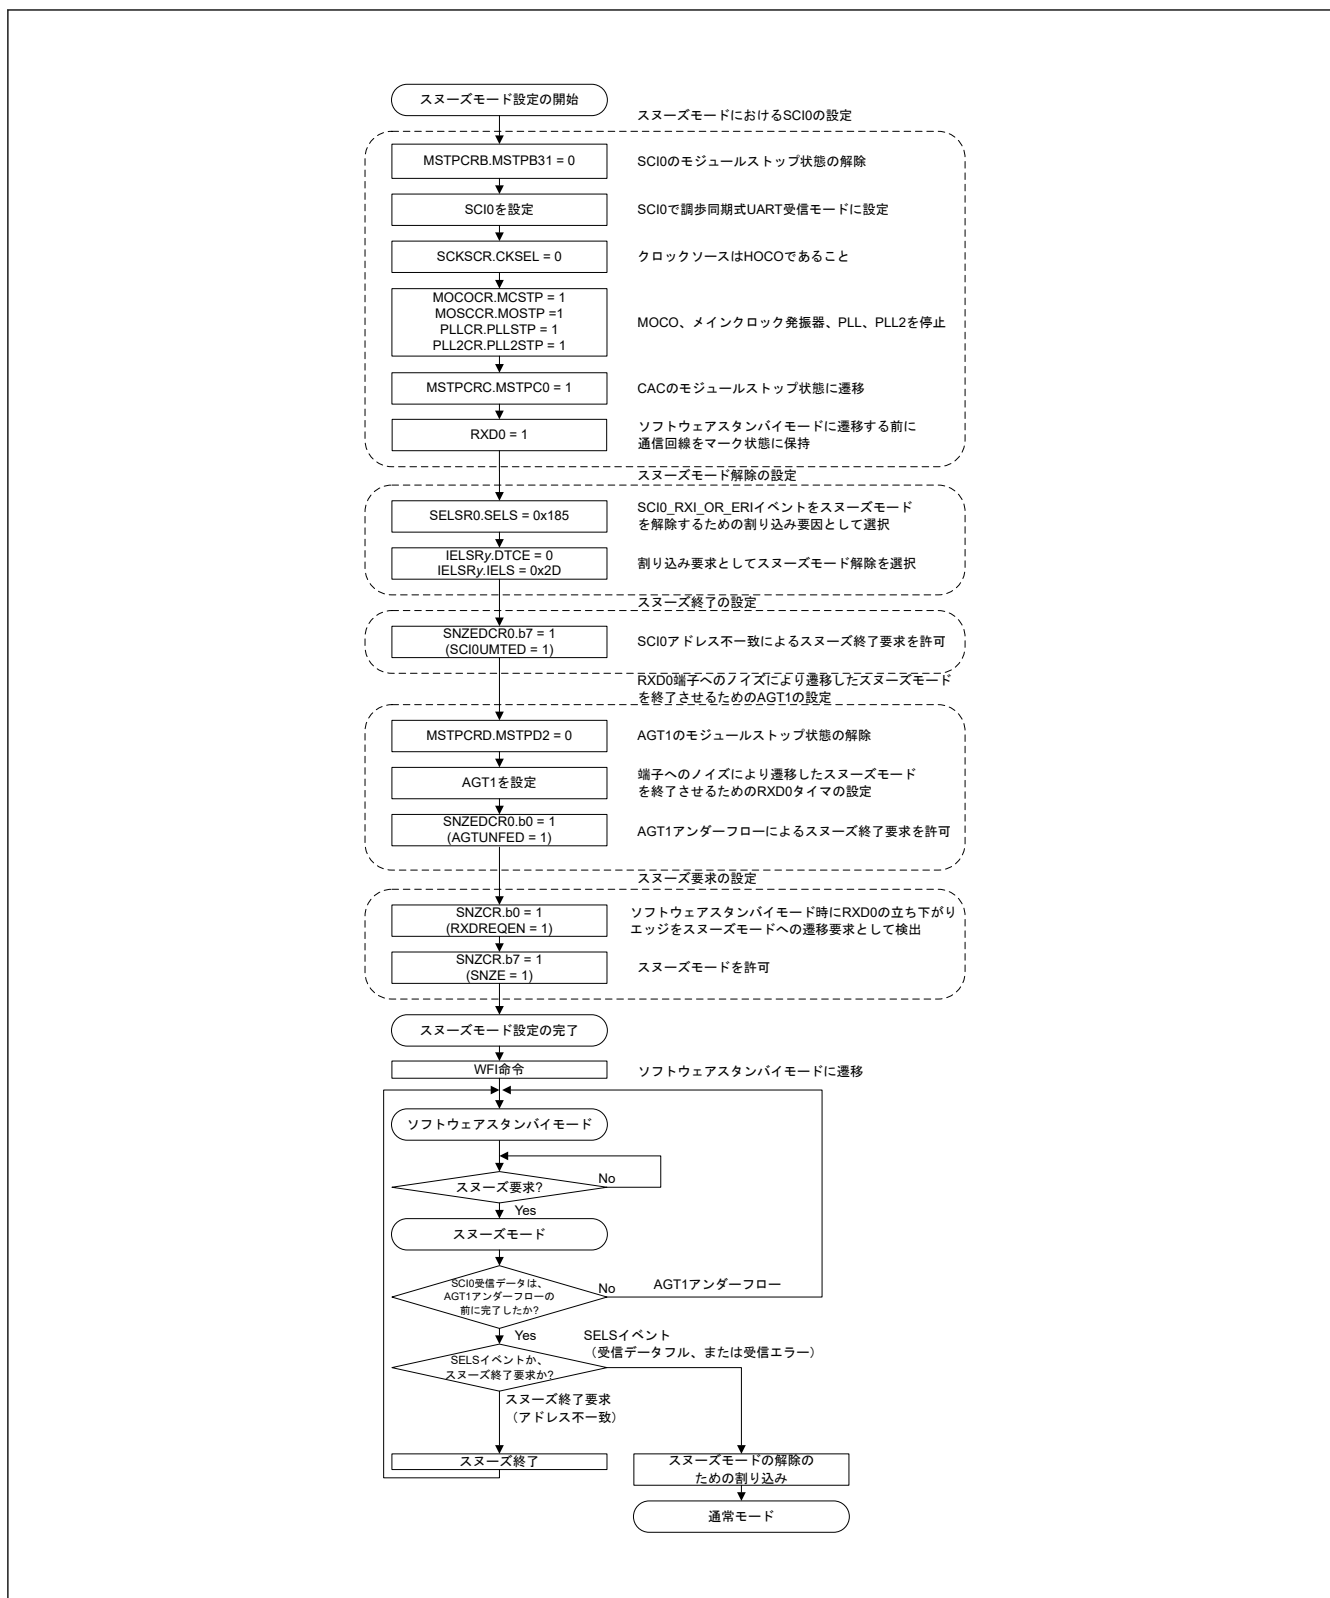 スヌーズモード設定の開始
スヌーズモードにおけるSCI0の設定
MSTPCRB.MSTPB31 = 0
SCI0のモジュールストップ状態の解除
SCI0を設定
SCI0で調歩同期式UART受信モードに設定
SCKSCR.CKSEL = 0
クロックソースはHOCOであること
MOCOCR.MCSTP = 1
MOSCCR.MOSTP =1
PLLCR.PLLSTP = 1
PLL2CR.PLL2STP = 1
MOCO、メインクロック発振器、PLL、PLL2を停止
MSTPCRC.MSTPC0 = 1
CACのモジュールストップ状態に遷移
RXD0 = 1
ソフトウェアスタンバイモードに遷移する前に
通信回線をマーク状態に保持
スヌーズモード解除の設定
SELSR0.SELS = 0x185
SCI0_RXI_OR_ERIイベントをスヌーズモード
を解除するための割り込み要因として選択
IELSRy.DTCE = 0
IELSRy.IELS = 0x2D
割り込み要求としてスヌーズモード解除を選択
スヌーズ終了の設定
SNZEDCR0.b7 = 1
(SCI0UMTED = 1)
SCI0アドレス不一致によるスヌーズ終了要求を許可
RXD0端子へのノイズにより遷移したスヌーズモード
を終了させるためのAGT1の設定
MSTPCRD.MSTPD2 = 0
AGT1のモジュールストップ状態の解除
AGT1を設定
端子へのノイズにより遷移したスヌーズモード
を終了させるためのRXD0タイマの設定
SNZEDCR0.b0 = 1
(AGTUNFED = 1)
AGT1アンダーフローによるスヌーズ終了要求を許可
スヌーズ要求の設定
SNZCR.b0 = 1
(RXDREQEN = 1)
ソフトウェアスタンバイモード時にRXD0の立ち下がり
エッジをスヌーズモードへの遷移要求として検出
SNZCR.b7 = 1
(SNZE = 1)
スヌーズモードを許可
スヌーズモード設定の完了
WFI命令
ソフトウェアスタンバイモードに遷移
ソフトウェアスタンバイモード
スヌーズ要求?
No
Yes
スヌーズモード
SCI0受信データは、
AGT1アンダーフローの
前に完了したか?
No
AGT1アンダーフロー
Yes
SELSイベント
（受信データフル、または受信エラー）
SELSイベントか、
スヌーズ終了要求か?
スヌーズ終了要求
（アドレス不一致）
スヌーズ終了
スヌーズモードの解除の
ための割り込み
通常モード